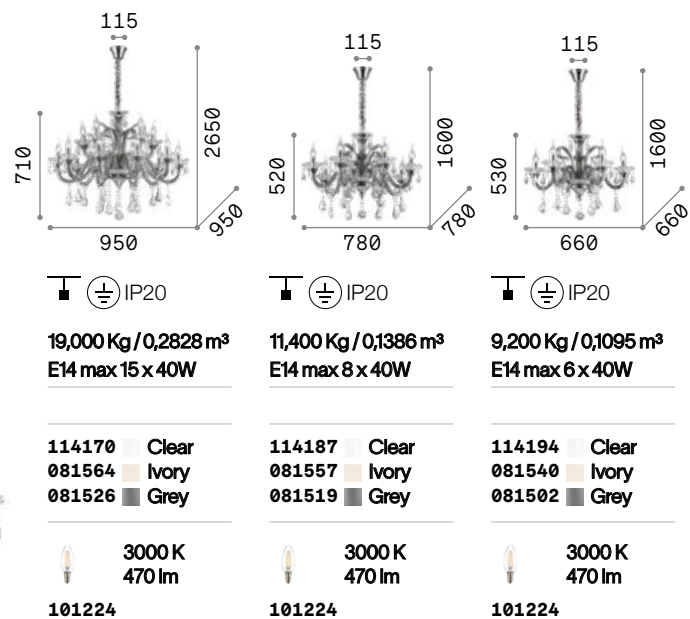 115
2650
710
950
950
IP20
19,000 Kg / 0,2828 m³
E14 max 15 x 40W
114170 Clear
081564 Ivory
081526 Grey
3000 K
470 lm
101224
115
1600
520
780
780
IP20
11,400 Kg / 0,1386 m³
E14 max 8 x 40W
114187 Clear
081557 Ivory
081519 Grey
3000 K
470 lm
101224
115
1600
530
660
660
IP20
9,200 Kg / 0,1095 m³
E14 max 6 x 40W
114194 Clear
081540 Ivory
081502 Grey
3000 K
470 lm
101224